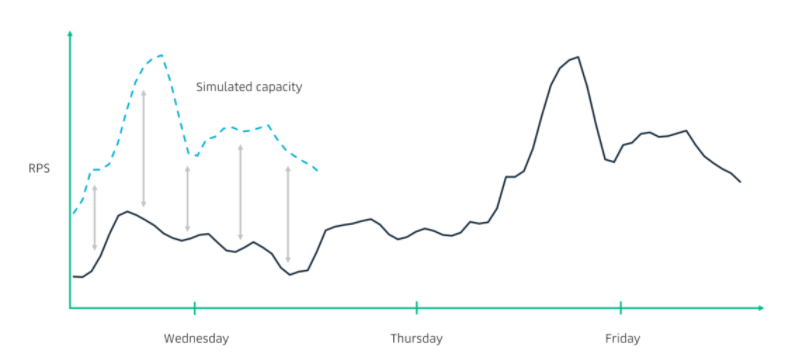 Simulated capacity
RPS
Wednesday
Thursday
Friday